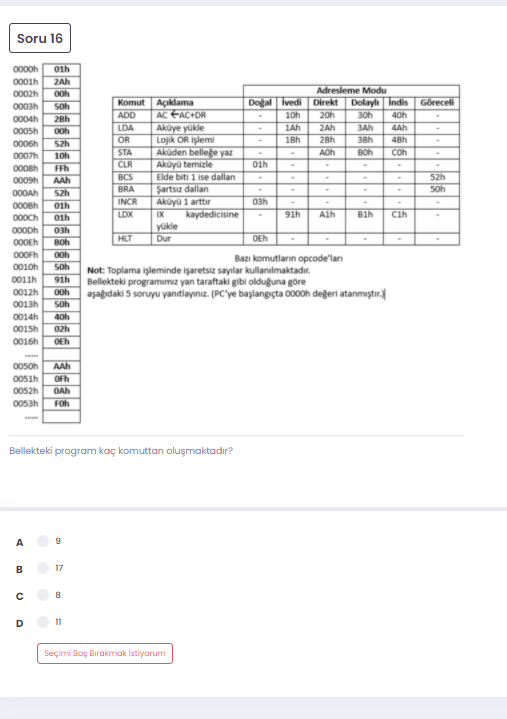 Soru 16
0000h 01h
0001h 2Ah
0002h 00h
0003h 50h
0004h 2Bh
0005h 00h
0006h 52h
0007h 10h
0008h FFh
0009h AAh
000Ah 52h
000Bh 01h
000Ch 01h
000Dh 03h
000Eh B0h
000Fh 00h
0010h 50h
0011h 91h
0012h 00h
0013h 50h
0014h 40h
0015h 02h
0016h 0Eh
......
0050h AAh
0051h 0Fh
0052h 0Ah
0053h F0h
......
Adresleme Modu
Komut Açıklama Doğal İvedi Direkt Dolaylı İndis Göreceli
ADD AC ←AC+DR - 10h 20h 30h 40h -
LDA Aküye yükle - 1Ah 2Ah 3Ah 4Ah -
OR Lojik OR işlemi - 1Bh 2Bh 3Bh 4Bh -
STA Aküden belleğe yaz - - A0h B0h C0h -
CLR Aküyü temizle 01h - - - - -
BCS Elde biti 1 ise dallan - - - - - 52h
BRA Şartsız dallan - - - - - 50h
INCR Aküyü 1 arttır 03h - - - - -
LDX IX kaydedicisine - 91h A1h B1h C1h -
yükle
HLT Dur 0Eh - - - - -
Bazı komutların opcode'ları
Not: Toplama işleminde işaretsiz sayılar kullanılmaktadır.
Bellekteki programımız yan taraftaki gibi olduğuna göre
aşağıdaki 5 soruyu yanıtlayınız. (PC'ye başlangıçta 0000h değeri atanmıştır.)
Bellekteki program kaç komuttan oluşmaktadır?
A 9
B 17
C 8
D 11
Seçimi Boş Bırakmak İstiyorum